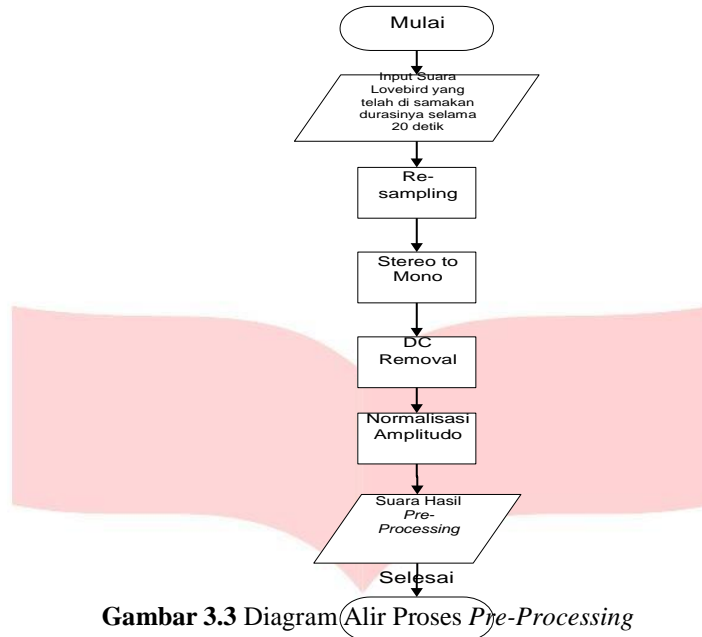 Mulai
Input Suara
Lovebird yang
telah di samakan
durasinya selama
20 detik
Re-
sampling
Stereo to
Mono
DC
Removal
Normalisasi
Amplitudo
Suara Hasil
Pre-
Processing
Selesai
Gambar 3.3 Diagram Alir Proses Pre-Processing